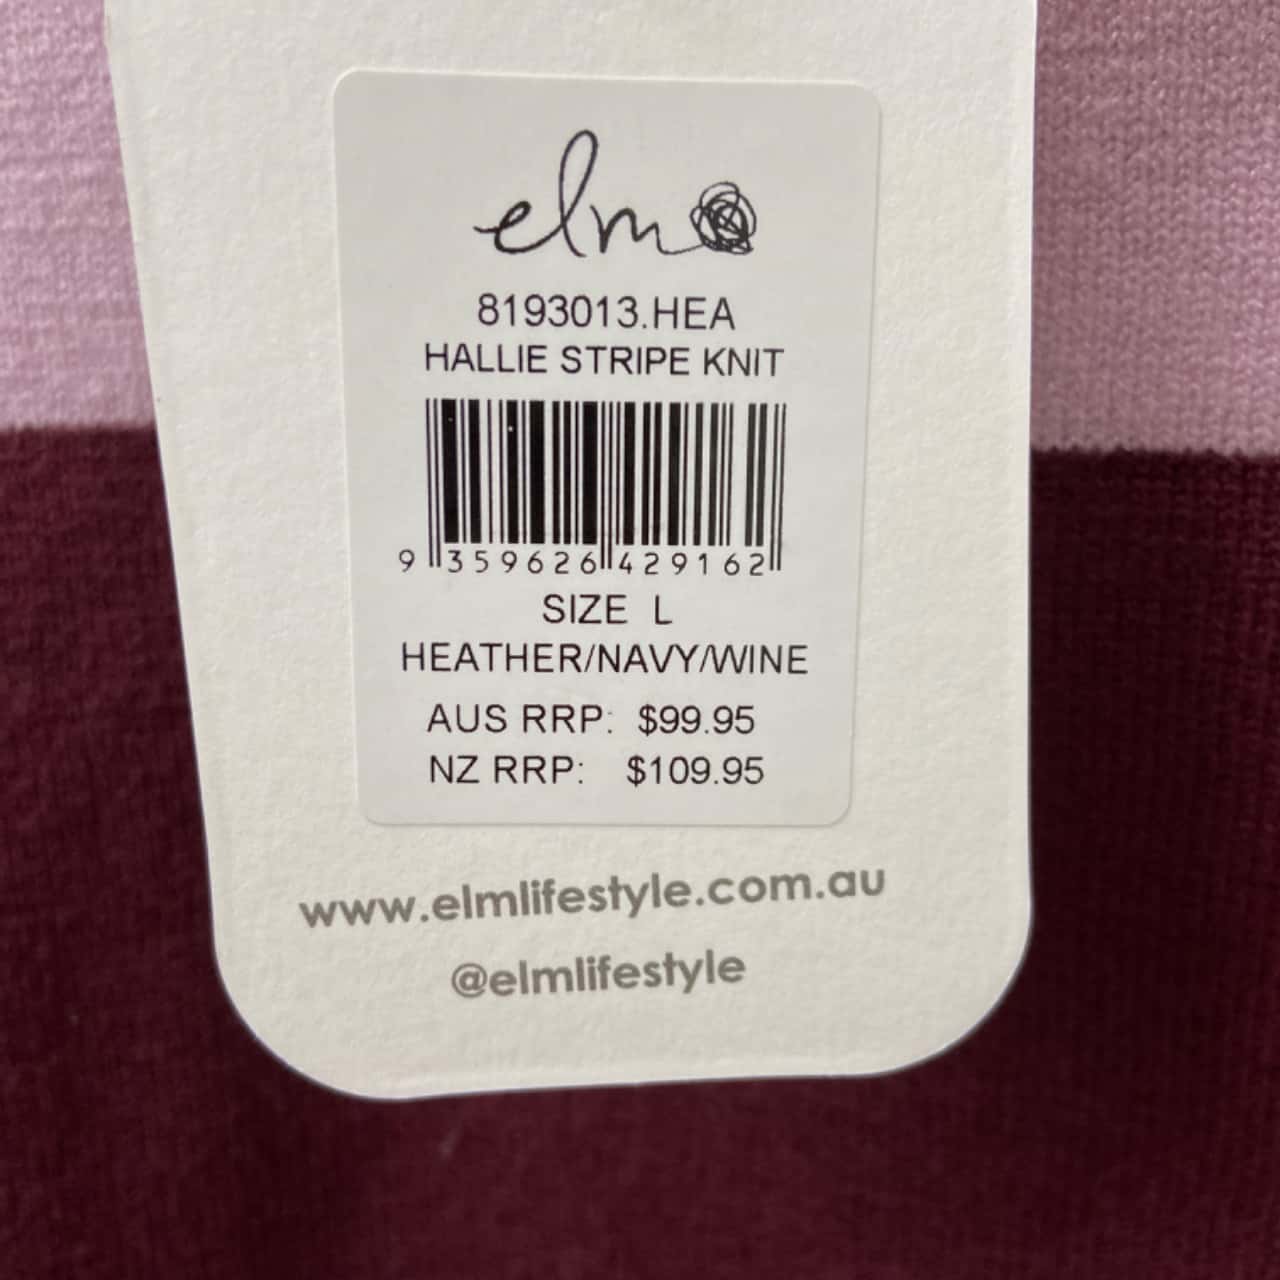 elm
8193013.HEA
HALLIE STRIPE KNIT
9 359626 429162
SIZE L
HEATHER/NAVY/WINE
AUS RRP: $99.95
NZ RRP: $109.95
www.elmlifestyle.com.au
@elmlifestyle